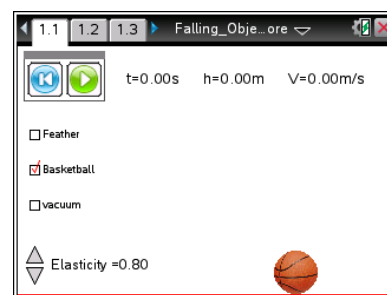 1.1 1.2 1.3 Falling_Obje...ore
t=0.00s h=0.00m V=0.00m/s
Feather
Basketball
vacuum
Elasticity =0.80